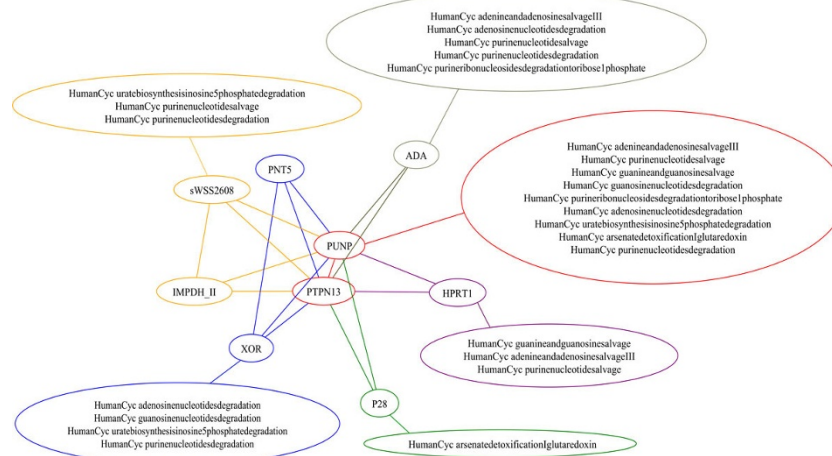 HumanCyc adenineandadenosinesalvageIII
HumanCyc adenosinenucleotidesdegradation
HumanCyc purinenucleotidesalvage
HumanCyc purinenucleotidesdegradation
HumanCyc purineribonucleosidesdegradationtoribose1phosphate
HumanCyc uratebiosynthesisinosine5phosphatedegradation
HumanCyc purinenucleotidesalvage
HumanCyc purinenucleotidesdegradation
ADA
PNT5
sWSS2608
HumanCyc adenineandadenosinesalvageIII
HumanCyc purinenucleotidesalvage
HumanCyc guanineandguanosinesalvage
HumanCyc guanosinenucleotidesdegradation
HumanCyc purineribonucleosidesdegradationtoribose1phosphate
HumanCyc adenosinenucleotidesdegradation
HumanCyc uratebiosynthesisinosine5phosphatedegradation
HumanCyc arsenatedetoxificationIglutaredoxin
HumanCyc purinenucleotidesdegradation
PUNP
IMPDH_II
PTPN13
HPRT1
XOR
HumanCyc guanineandguanosinesalvage
HumanCyc adenineandadenosinesalvageIII
HumanCyc purinenucleotidesalvage
P28
HumanCyc adenosinenucleotidesdegradation
HumanCyc guanosinenucleotidesdegradation
HumanCyc uratebiosynthesisinosine5phosphatedegradation
HumanCyc purinenucleotidesdegradation
HumanCyc arsenatedetoxificationIglutaredoxin